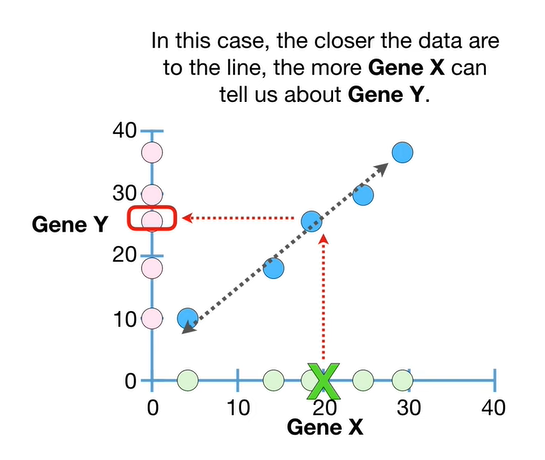 In this case, the closer the data are
to the line, the more Gene X can
tell us about Gene Y.
40
30
Gene Y
20
10
0
0 10 20 30 40
Gene X